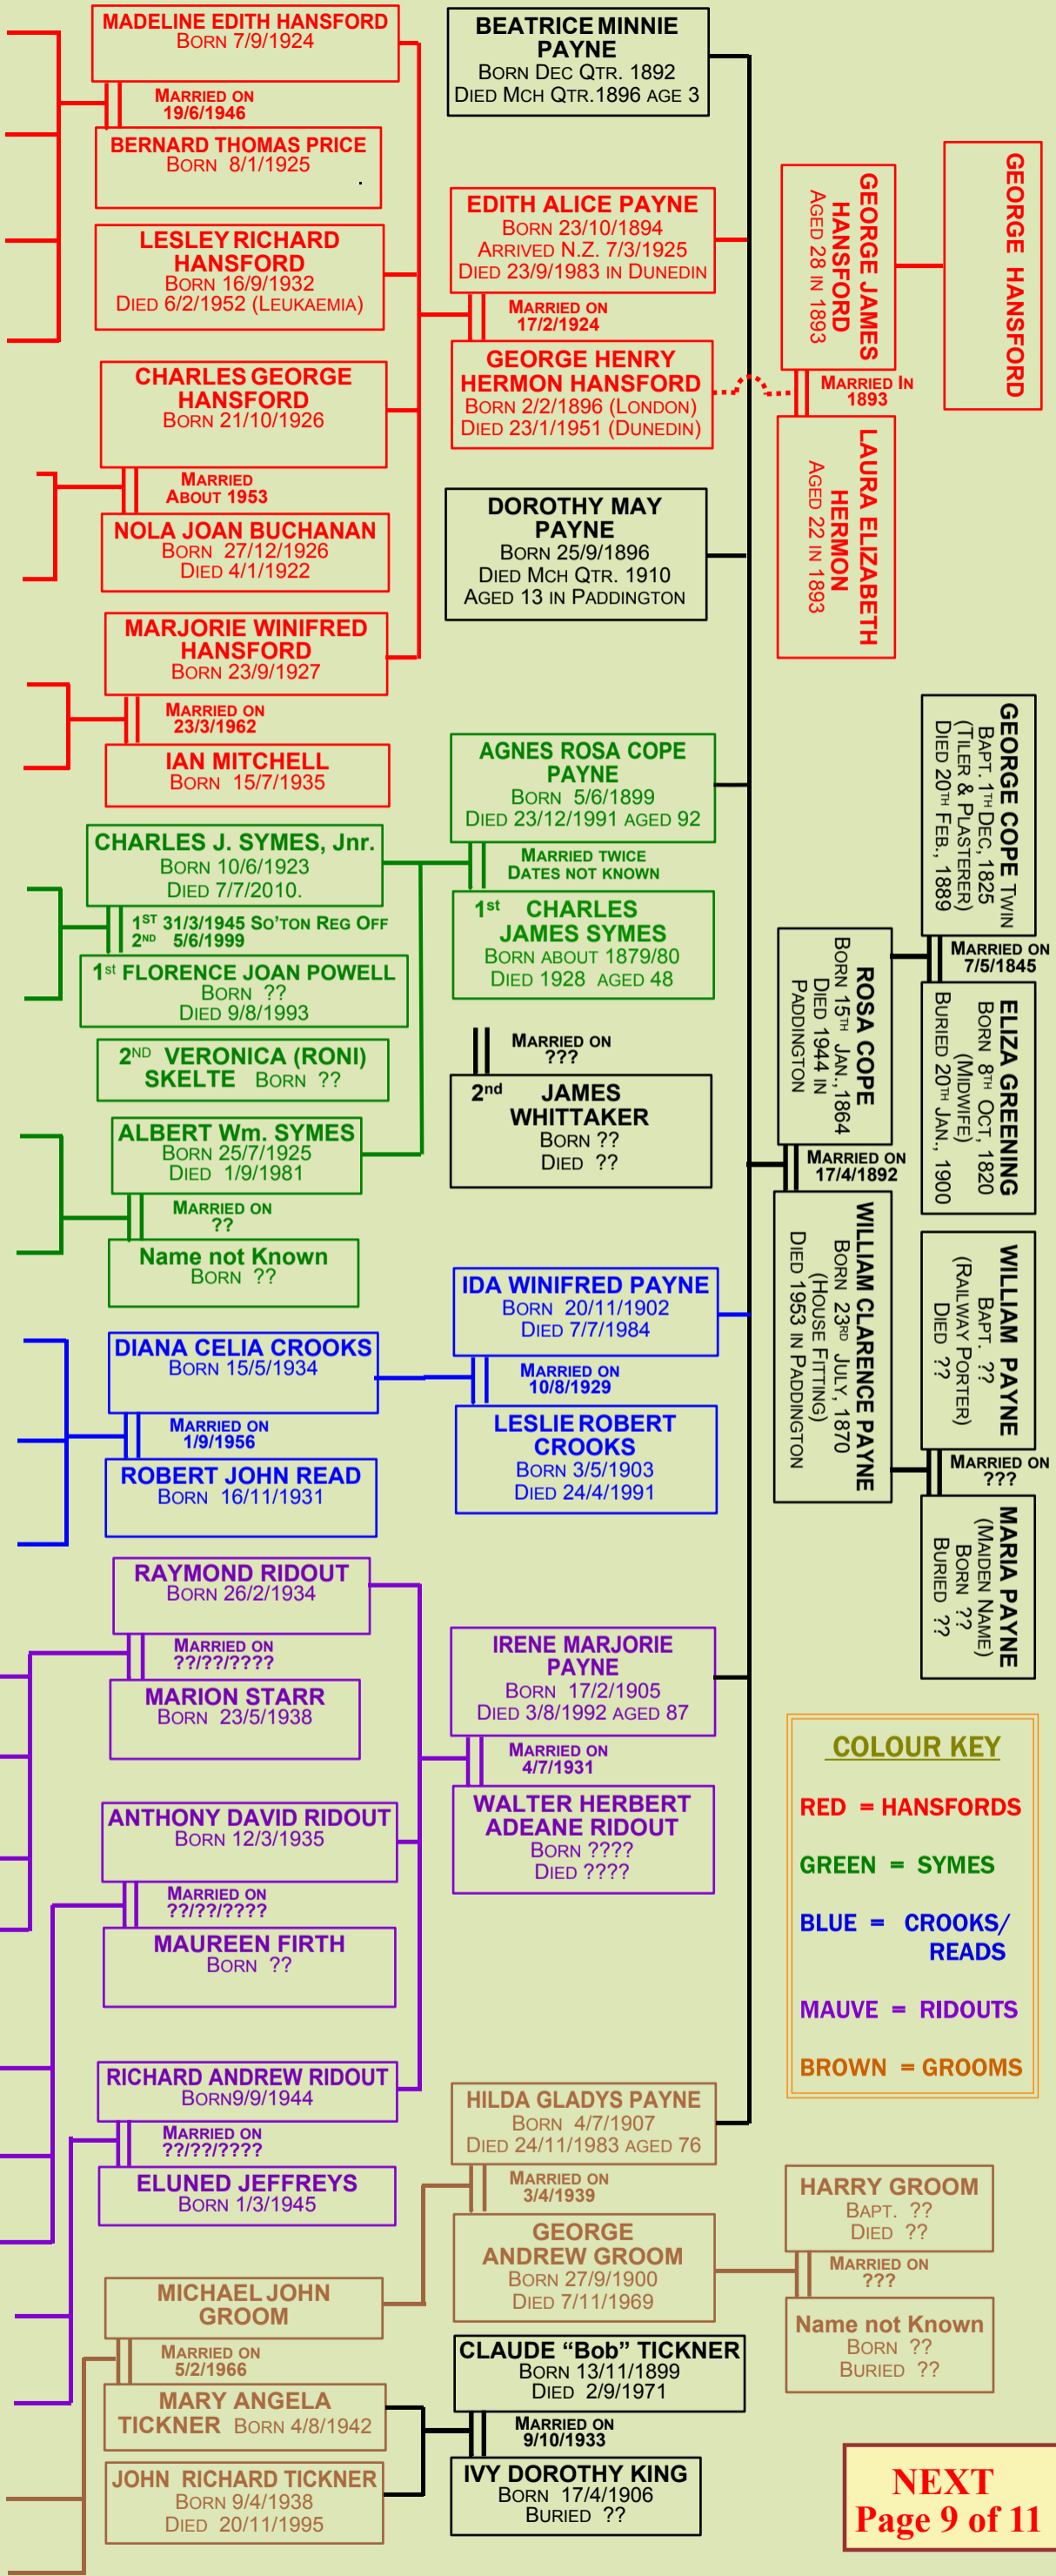 MADELINE EDITH HANSFORD
BORN 7/9/1924
MARRIED ON
19/6/1946
BERNARD THOMAS PRICE
BORN 8/1/1925
.
LESLEY RICHARD
HANSFORD
BORN 16/9/1932
DIED 6/2/1952 (LEUKAEMIA)
CHARLES GEORGE
HANSFORD
BORN 21/10/1926
MARRIED
ABOUT 1953
NOLA JOAN BUCHANAN
BORN 27/12/1926
DIED 4/1/1922
MARJORIE WINIFRED
HANSFORD
BORN 23/9/1927
MARRIED ON
23/3/1962
IAN MITCHELL
BORN 15/7/1935
CHARLES J. SYMES, Jnr.
BORN 10/6/1923
DIED 7/7/2010.
1ST 31/3/1945 SO'TON REG OFF
2ND 5/6/1999
1st FLORENCE JOAN POWELL
BORN ??
DIED 9/8/1993
2ND VERONICA (RONI)
SKELTE BORN ??
ALBERT Wm. SYMES
BORN 25/7/1925
DIED 1/9/1981
MARRIED ON
??
Name not Known
BORN ??
DIANA CELIA CROOKS
BORN 15/5/1934
MARRIED ON
1/9/1956
ROBERT JOHN READ
BORN 16/11/1931
RAYMOND RIDOUT
BORN 26/2/1934
MARRIED ON
??/??/????
MARION STARR
BORN 23/5/1938
ANTHONY DAVID RIDOUT
BORN 12/3/1935
MARRIED ON
??/??/????
MAUREEN FIRTH
BORN ??
RICHARD ANDREW RIDOUT
BORN9/9/1944
MARRIED ON
??/??/????
ELUNED JEFFREYS
BORN 1/3/1945
MICHAEL JOHN
GROOM
MARRIED ON
5/2/1966
MARY ANGELA
TICKNER BORN 4/8/1942
JOHN RICHARD TICKNER
BORN 9/4/1938
DIED 20/11/1995
BEATRICE MINNIE
PAYNE
BORN DEC QTR. 1892
DIED MCH QTR.1896 AGE 3
EDITH ALICE PAYNE
BORN 23/10/1894
ARRIVED N.Z. 7/3/1925
DIED 23/9/1983 IN DUNEDIN
MARRIED ON
17/2/1924
GEORGE HENRY
HERMON HANSFORD
BORN 2/2/1896 (LONDON)
DIED 23/1/1951 (DUNEDIN)
DOROTHY MAY
PAYNE
BORN 25/9/1896
DIED MCH QTR. 1910
AGED 13 IN PADDINGTON
AGNES ROSA COPE
PAYNE
BORN 5/6/1899
DIED 23/12/1991 AGED 92
MARRIED TWICE
DATES NOT KNOWN
1st CHARLES
JAMES SYMES
BORN ABOUT 1879/80
DIED 1928 AGED 48
MARRIED ON
???
2nd JAMES
WHITTAKER
BORN ??
DIED ??
IDA WINIFRED PAYNE
BORN 20/11/1902
DIED 7/7/1984
MARRIED ON
10/8/1929
LESLIE ROBERT
CROOKS
BORN 3/5/1903
DIED 24/4/1991
IRENE MARJORIE
PAYNE
BORN 17/2/1905
DIED 3/8/1992 AGED 87
MARRIED ON
4/7/1931
WALTER HERBERT
ADEANE RIDOUT
BORN ????
DIED ????
HILDA GLADYS PAYNE
BORN 4/7/1907
DIED 24/11/1983 AGED 76
MARRIED ON
3/4/1939
GEORGE
ANDREW GROOM
BORN 27/9/1900
DIED 7/11/1969
CLAUDE “Bob” TICKNER
BORN 13/11/1899
DIED 2/9/1971
MARRIED ON
9/10/1933
IVY DOROTHY KING
BORN 17/4/1906
BURIED ??
GEORGE JAMES
HANSFORD
AGED 28 IN 1893
MARRIED IN
1893
LAURA ELIZABETH
HERMON
AGED 22 IN 1893
GEORGE HANSFORD
ROSA COPE
BORN 15TH JAN., 1864
DIED 1944 IN
PADDINGTON
MARRIED ON
17/4/1892
WILLIAM CLARENCE PAYNE
BORN 23RD JULY, 1870
(HOUSE FITTING)
DIED 1953 IN PADDINGTON
GEORGE COPE TWIN
BAPT. 1TH DEC, 1825
(TILER & PLASTERER)
DIED 20TH FEB., 1889
MARRIED ON
7/5/1845
ELIZA GREENING
BORN 8TH OCT, 1820
(MIDWIFE)
BURIED 20TH JAN., 1900
WILLIAM PAYNE
BAPT. ??
(RAILWAY PORTER)
DIED ??
MARRIED ON
???
MARIA PAYNE
(MAIDEN NAME)
BORN ??
BURIED ??
COLOUR KEY
RED = HANSFORDS
GREEN = SYMES
BLUE = CROOKS/
READS
MAUVE = RIDOUTS
BROWN = GROOMS
HARRY GROOM
BAPT. ??
DIED ??
MARRIED ON
???
Name not Known
BORN ??
BURIED ??
NEXT
Page 9 of 11